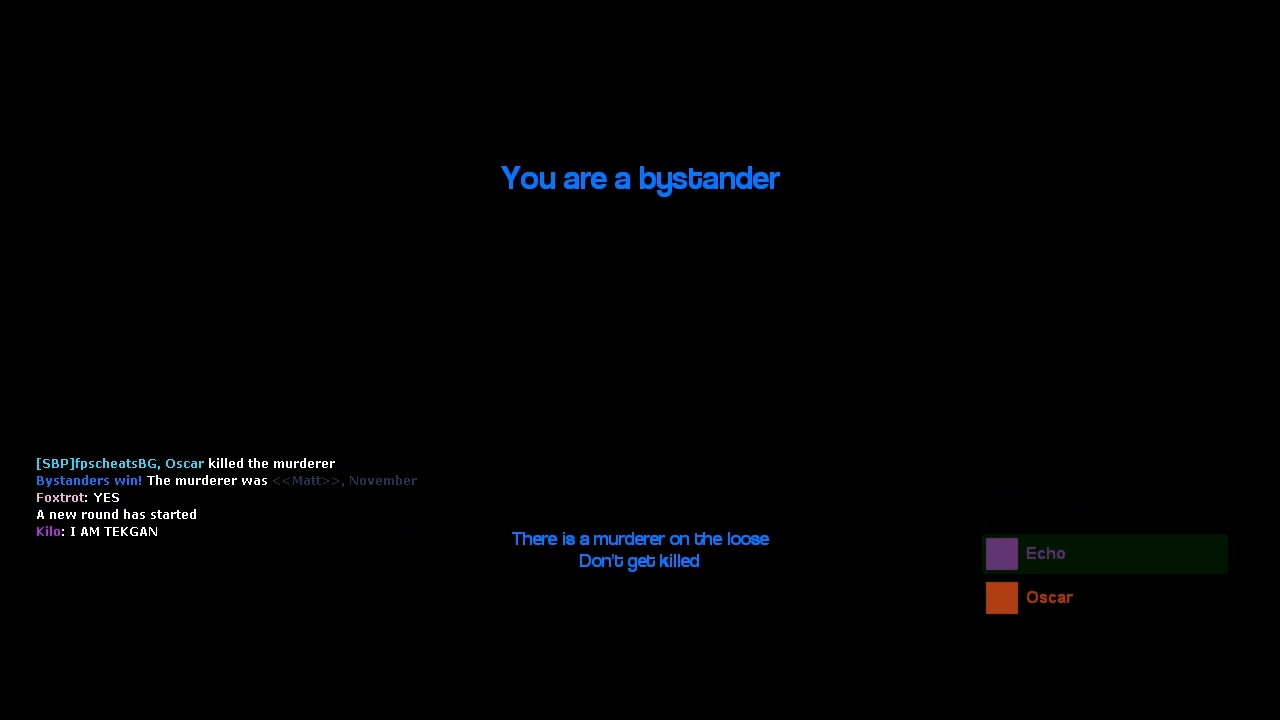 You are a bystander
[SBP]fpscheatsBG, Oscar killed the murderer
Bystanders win! The murderer was <<Matt>>, November
Foxtrot: YES
A new round has started
Kilo: I AM TEKGAN
There is a murderer on the loose
Don't get killed
Echo
Oscar